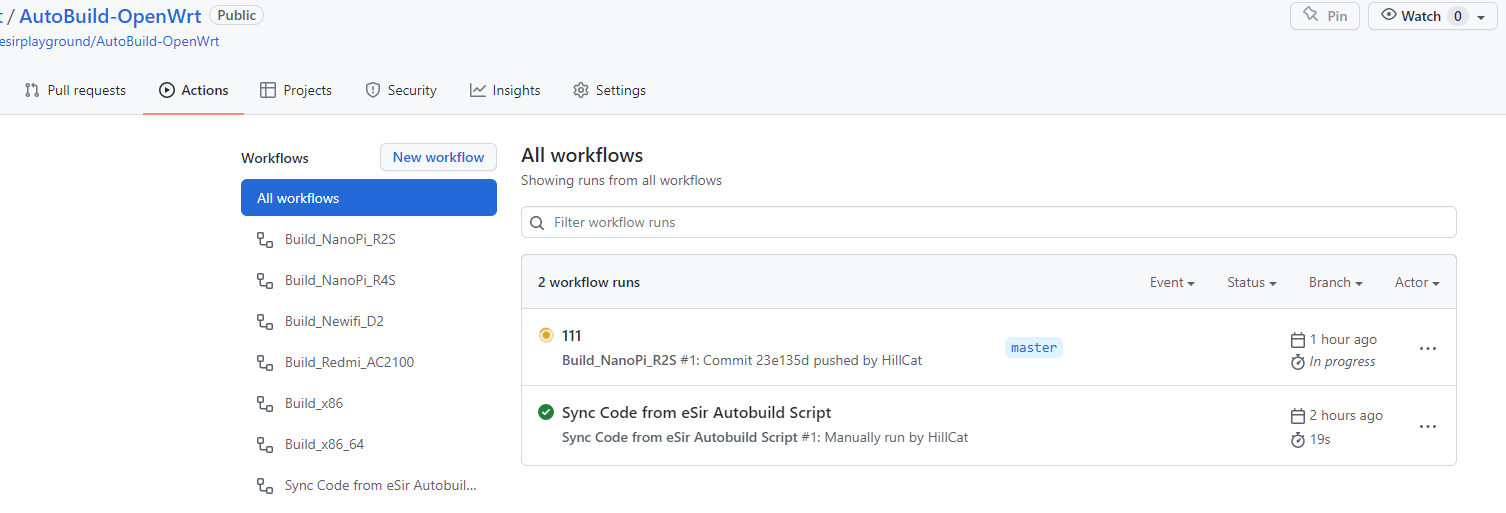 t / AutoBuild-OpenWrt Public
Pin
Watch 0
esirplayground/AutoBuild-OpenWrt
Pull requests
Actions
Projects
Security
Insights
Settings
Workflows
New workflow
All workflows
Build_NanoPi_R2S
Build_NanoPi_R4S
Build_Newifi_D2
Build_Redmi_AC2100
Build_x86
Build_x86_64
Sync Code from eSir Autobuil...
All workflows
Showing runs from all workflows
Filter workflow runs
2 workflow runs
Event
Status
Branch
Actor
111
Build_NanoPi_R2S #1: Commit 23e135d pushed by HillCat
master
1 hour ago
In progress
Sync Code from eSir Autobuild Script
Sync Code from eSir Autobuild Script #1: Manually run by HillCat
2 hours ago
19s